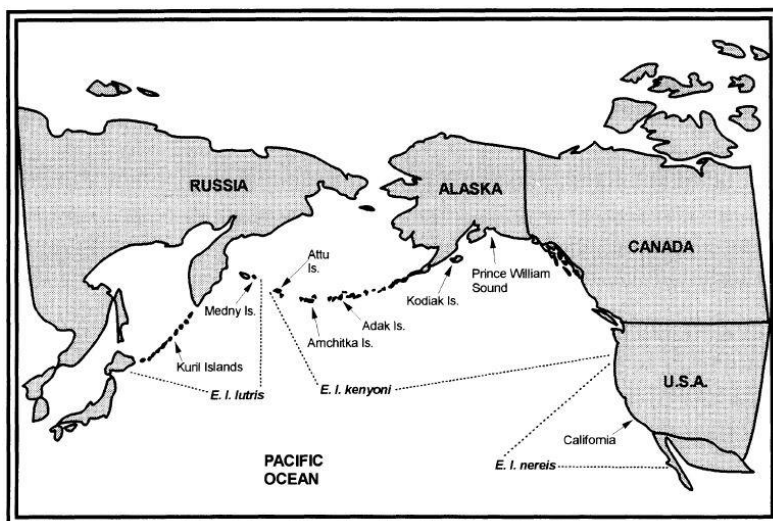 RUSSIA
ALASKA
CANADA
Attu
Is.
Medny Is.
Kodiak Is.
Prince William
Sound
Adak Is.
Amchitka Is.
Kuril Islands
E. l. lutris
E. l. kenyoni
U.S.A.
California
E. l. nereis
PACIFIC
OCEAN